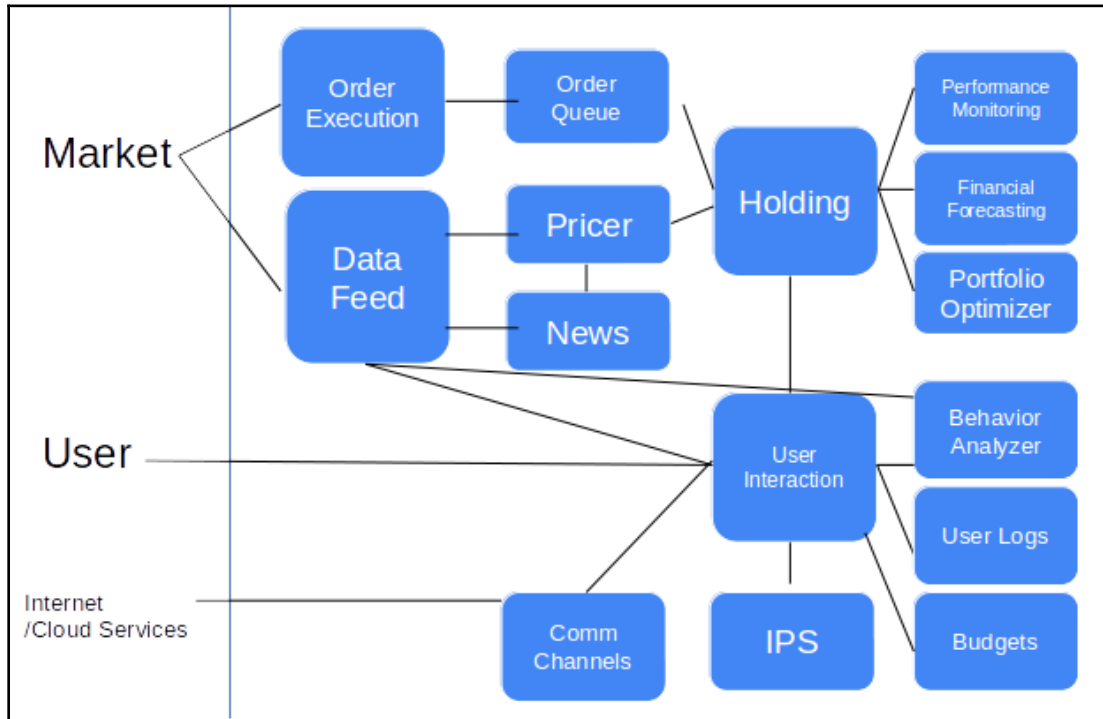 Market
Order
Execution
Order
Queue
Performance
Monitoring
Holding
Financial
Forecasting
Data
Feed
Pricer
News
Portfolio
Optimizer
User
User
Interaction
Behavior
Analyzer
User Logs
Internet
/Cloud Services
Comm
Channels
IPS
Budgets